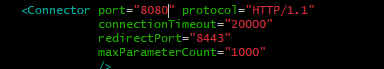 <Connector port="8080" protocol="HTTP/1.1"
connectionTimeout="20000"
redirectPort="8443"
maxParameterCount="1000"
/>